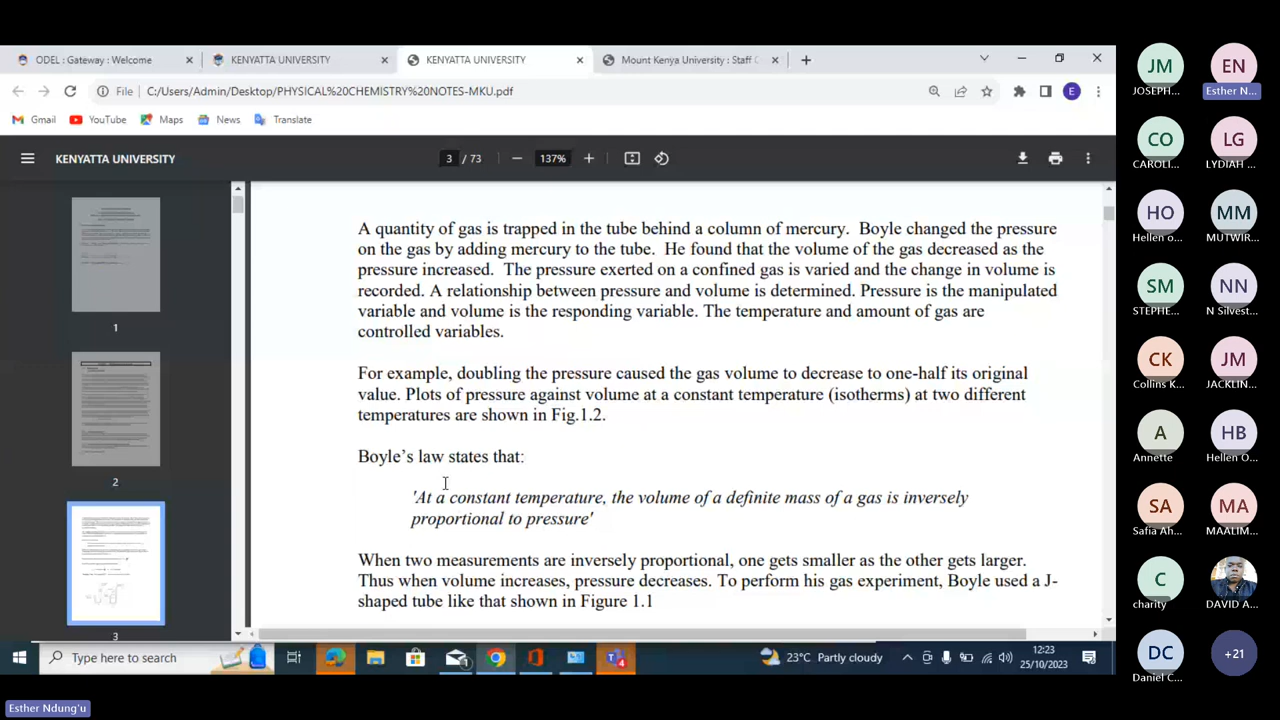 ODEL : Gateway : Welcome
KENYATTA UNIVERSITY
KENYATTA UNIVERSITY
Mount Kenya University : Staff C
File
C:/Users/Admin/Desktop/PHYSICAL%20CHEMISTRY%20NOTES-MKU.pdf
E
Gmail
YouTube
Maps
News
Translate
KENYATTA UNIVERSITY
3 / 73
137%
1
2
3
A quantity of gas is trapped in the tube behind a column of mercury. Boyle changed the pressure
on the gas by adding mercury to the tube. He found that the volume of the gas decreased as the
pressure increased. The pressure exerted on a confined gas is varied and the change in volume is
recorded. A relationship between pressure and volume is determined. Pressure is the manipulated
variable and volume is the responding variable. The temperature and amount of gas are
controlled variables.
For example, doubling the pressure caused the gas volume to decrease to one-half its original
value. Plots of pressure against volume at a constant temperature (isotherms) at two different
temperatures are shown in Fig.1.2.
Boyle’s law states that:
'At a constant temperature, the volume of a definite mass of a gas is inversely
proportional to pressure'
When two measurements are inversely proportional, one gets smaller as the other gets larger.
Thus when volume increases, pressure decreases. To perform his gas experiment, Boyle used a J-
shaped tube like that shown in Figure 1.1
Type here to search
23°C Partly cloudy
12:23
25/10/2023
JM
JOSEPH...
EN
Esther N...
CO
CAROLI...
LG
LYDIAH ...
HO
Hellen o...
MM
MUTWIR...
SM
STEPHE...
NN
N Silvest...
CK
Collins K...
JM
JACKLIN...
A
Annette
HB
Hellen O...
SA
Safia Ah...
MA
MAALIM...
C
charity
DAVID A...
DC
Daniel C...
+21
Esther Ndung'u